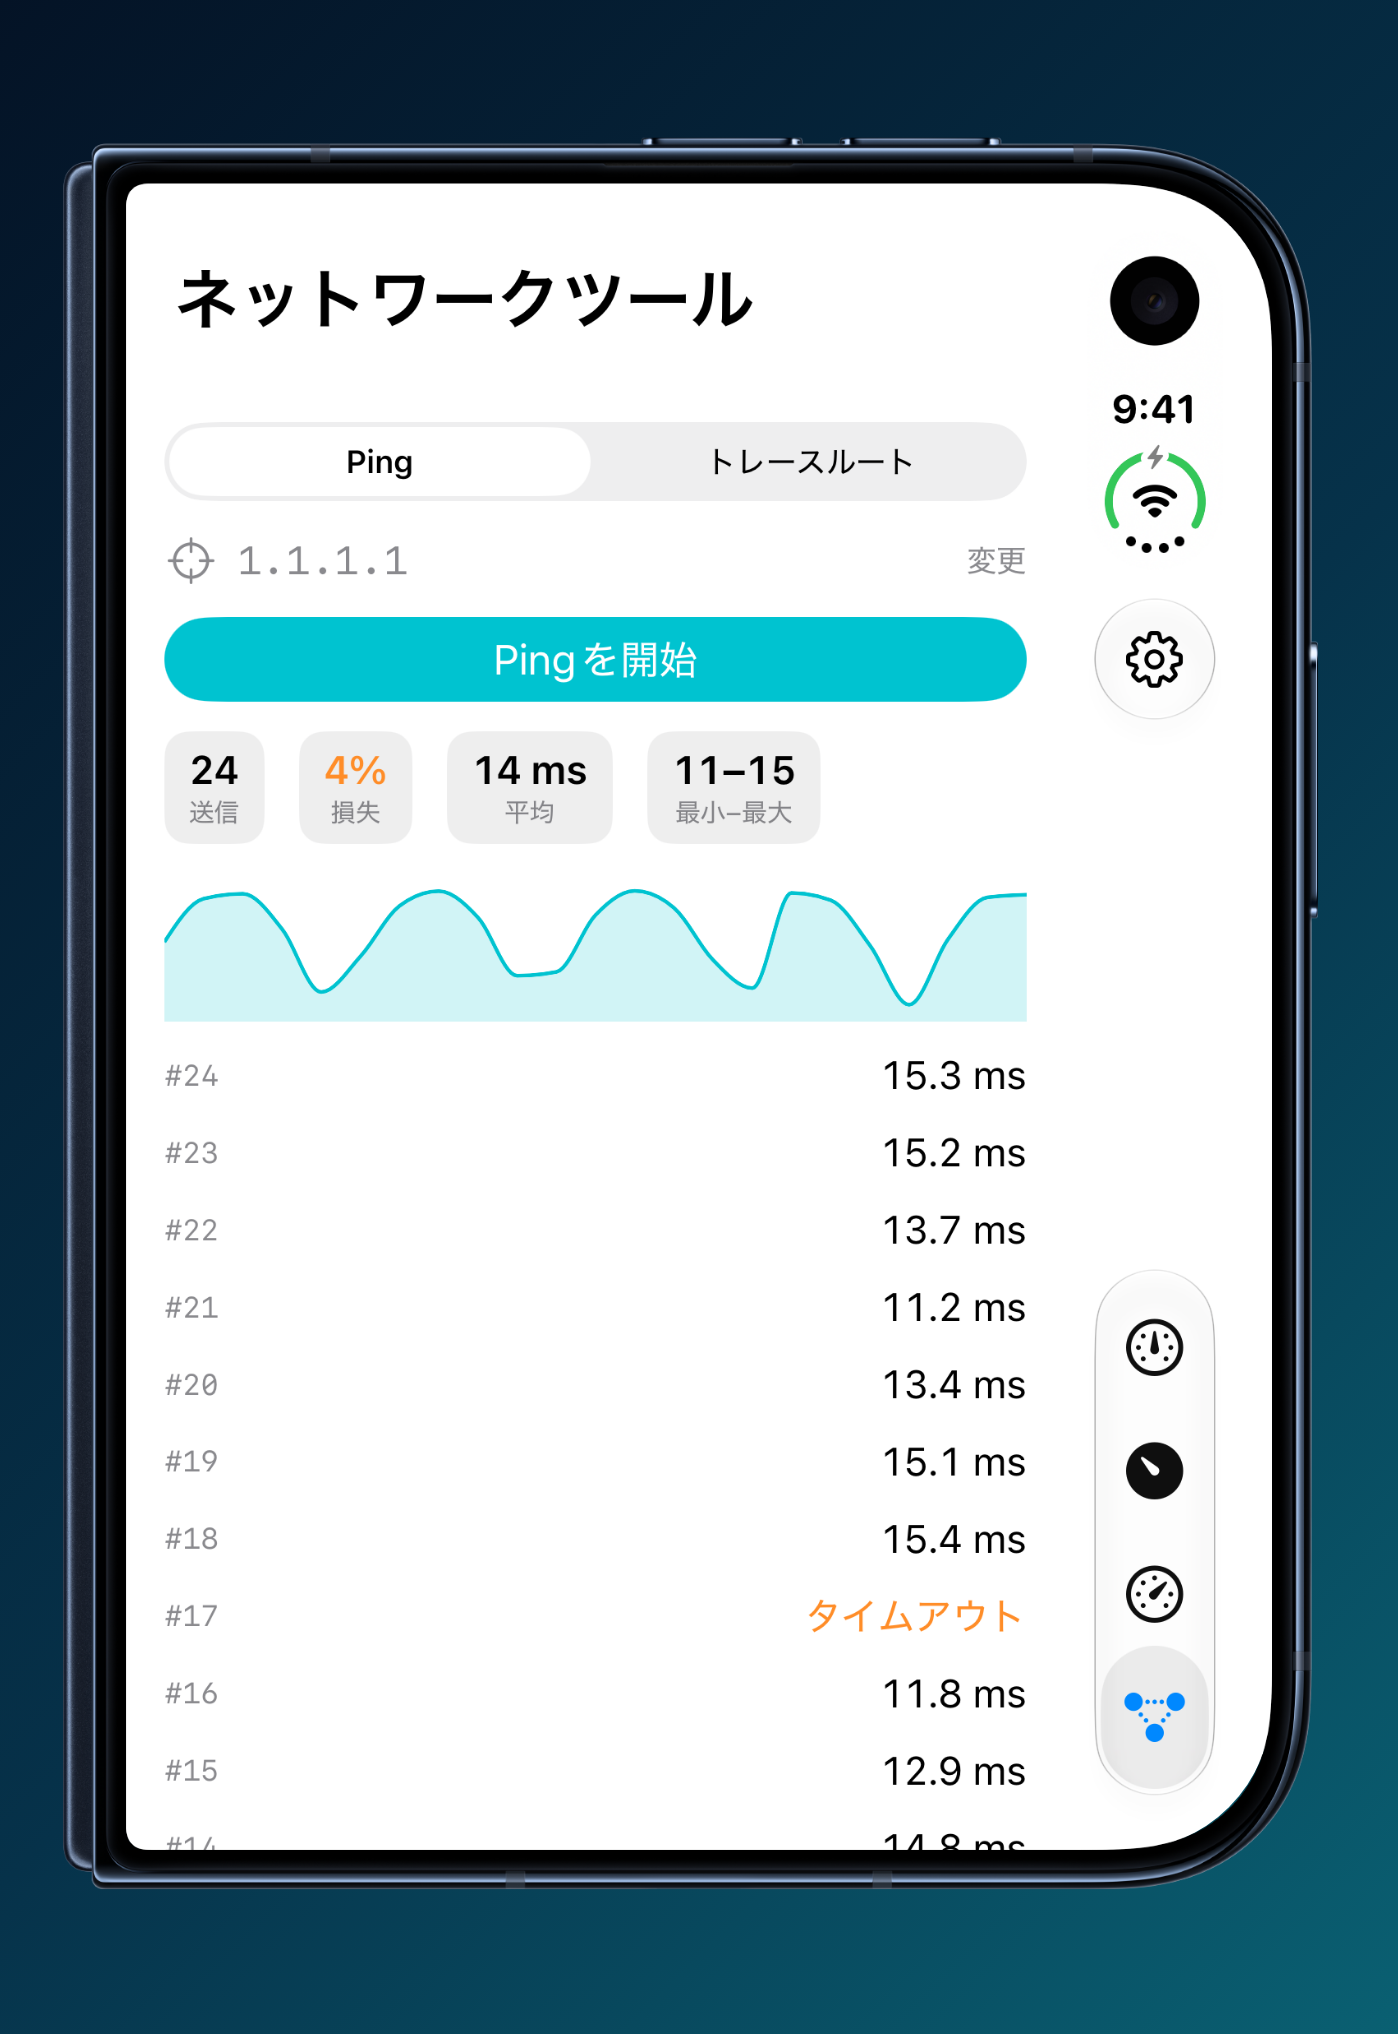 ネットワークツール
9:41
Ping
トレースルート
1.1.1.1
変更
Pingを開始
24
送信
4%
損失
14 ms
平均
11–15
最小–最大
#24 15.3 ms
#23 15.2 ms
#22 13.7 ms
#21 11.2 ms
#20 13.4 ms
#19 15.1 ms
#18 15.4 ms
#17 タイムアウト
#16 11.8 ms
#15 12.9 ms
#14 14.8 ms